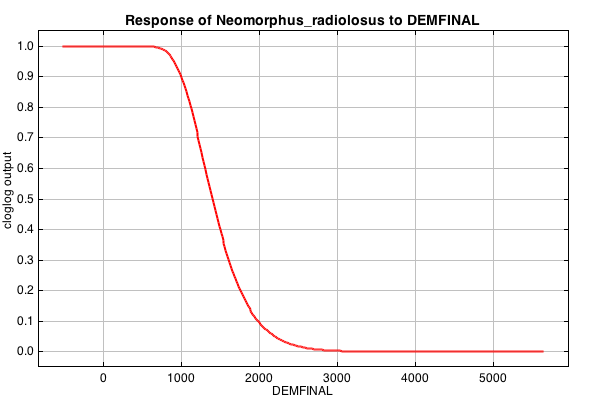 Response of Neomorphus_radiolosus to DEMFINAL
cloglog output
1.0
0.9
0.8
0.7
0.6
0.5
0.4
0.3
0.2
0.1
0.0
0 1000 2000 3000 4000 5000
DEMFINAL